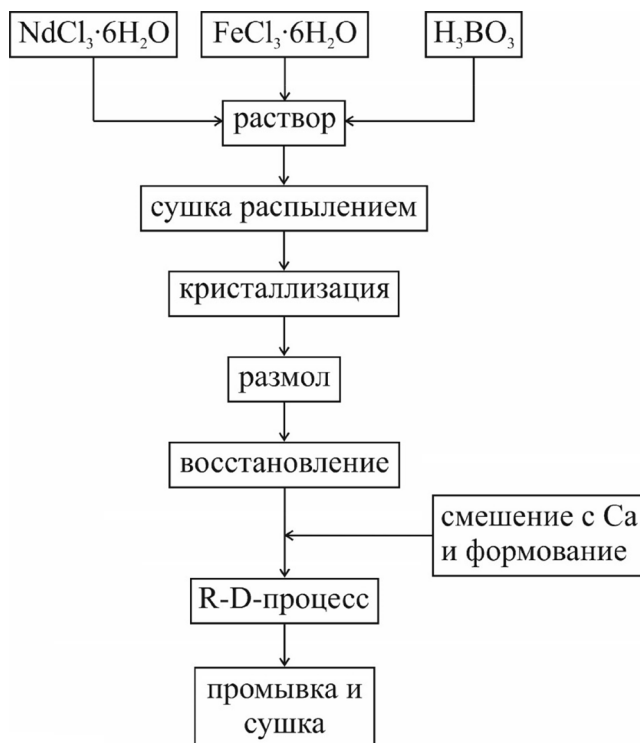 NdCl₃·6H₂O
FeCl₃·6H₂O
H₃BO₃
раствор
сушка распылением
кристаллизация
размол
восстановление
смешение с Ca
и формование
R-D-процесс
промывка и
сушка